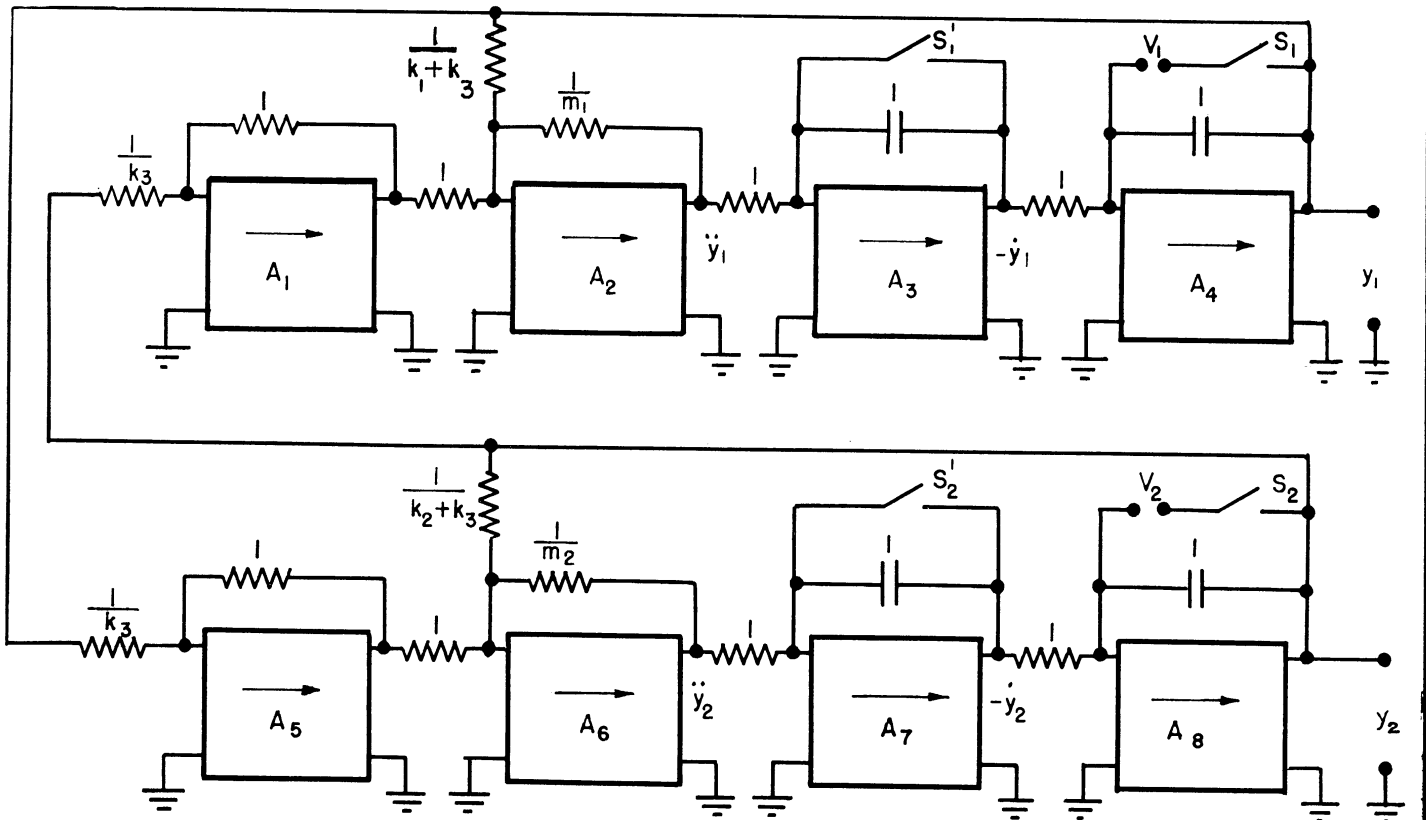 1
k₁+k₃
S₁'
V₁ S₁
1
1/m₁
1
1
1/k₃
1
1
1
A₁
A₂
ÿ₁
A₃
-ẏ₁
A₄
y₁
1
k₂+k₃
S₂'
V₂ S₂
1
1/m₂
1
1
1/k₃
1
1
1
A₅
A₆
ÿ₂
A₇
-ẏ₂
A₈
y₂